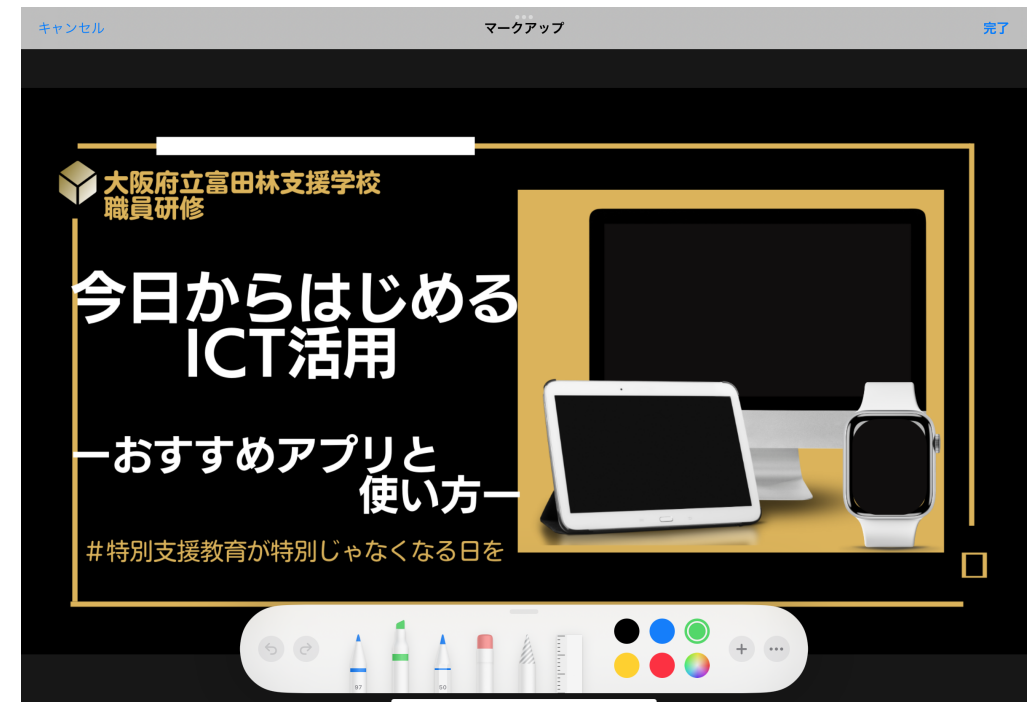 キャンセル
マークアップ
完了
大阪府立富田林支援学校
職員研修
今日からはじめる
ICT活用
ーおすすめアプリと
使い方ー
#特別支援教育が特別じゃなくなる日を
97
50